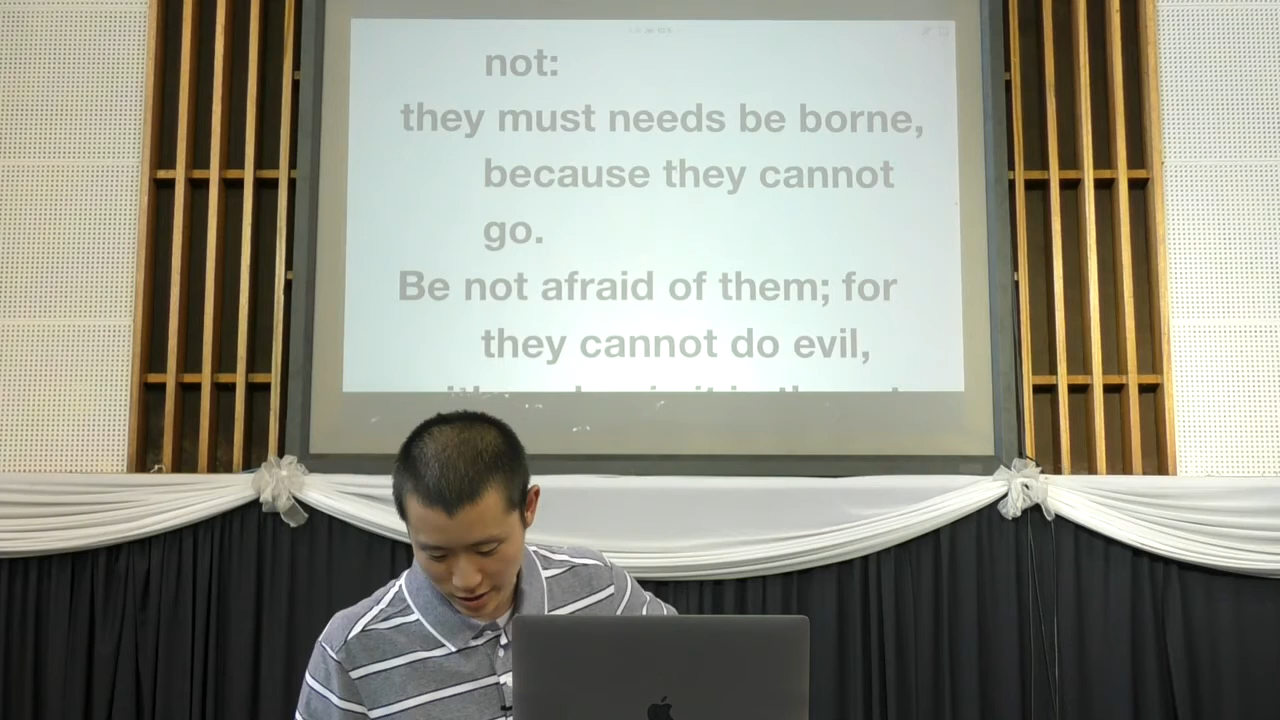 not:
they must needs be borne,
because they cannot
go.
Be not afraid of them; for
they cannot do evil,